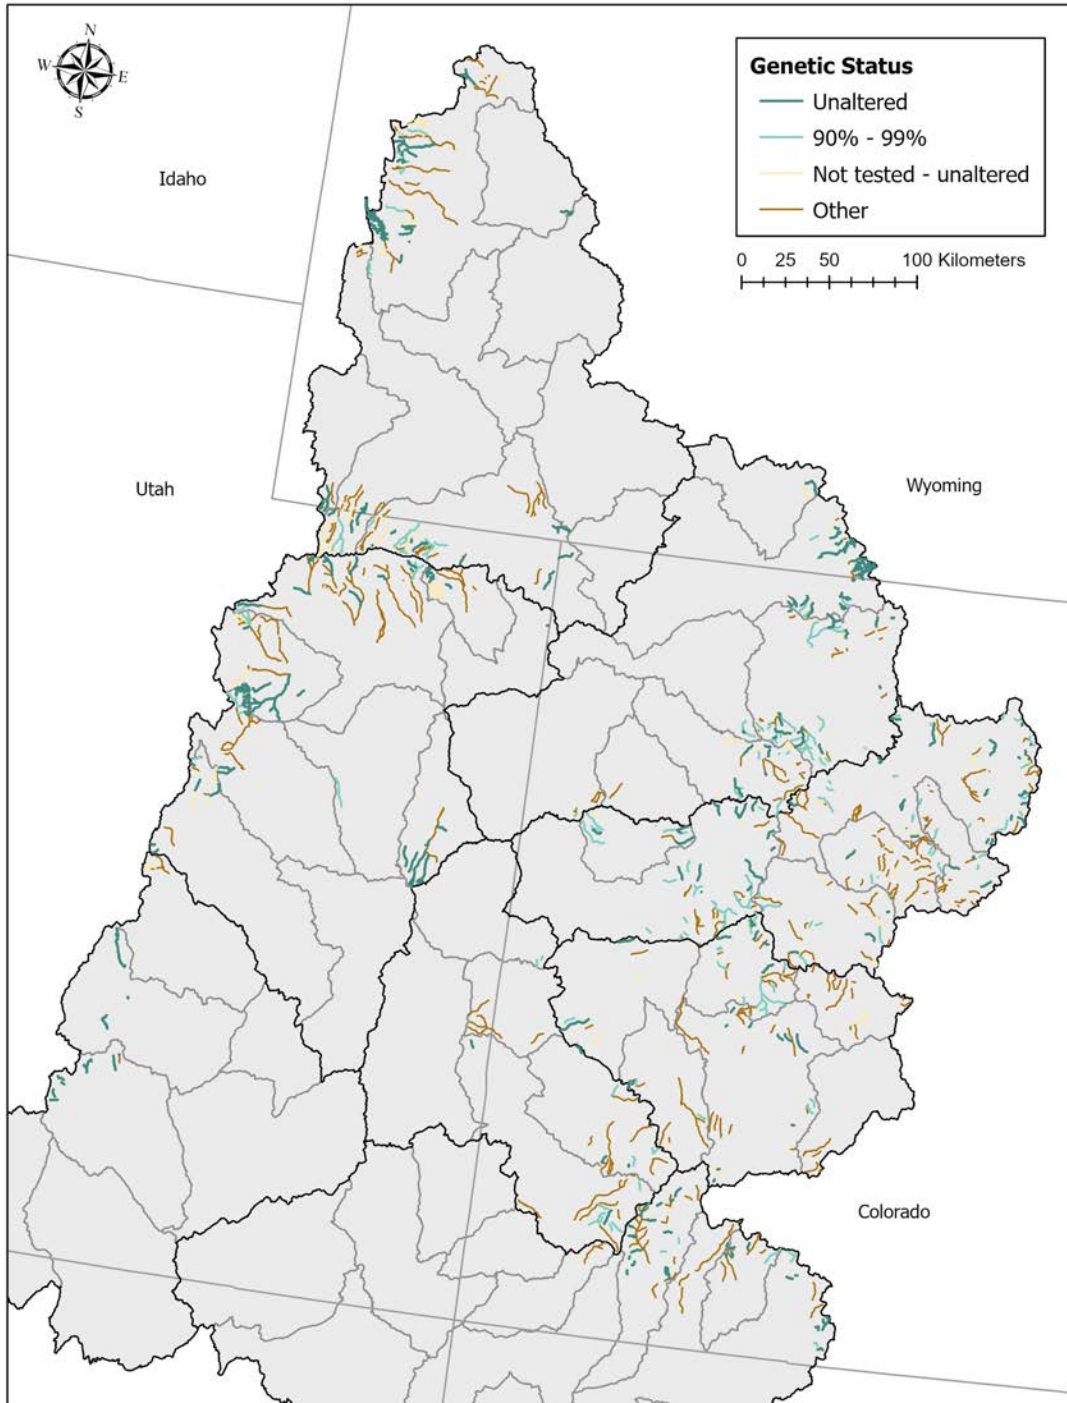 N
W
E
S
Genetic Status
Unaltered
90% - 99%
Not tested - unaltered
Other
0 25 50 100 Kilometers
Idaho
Utah
Wyoming
Colorado